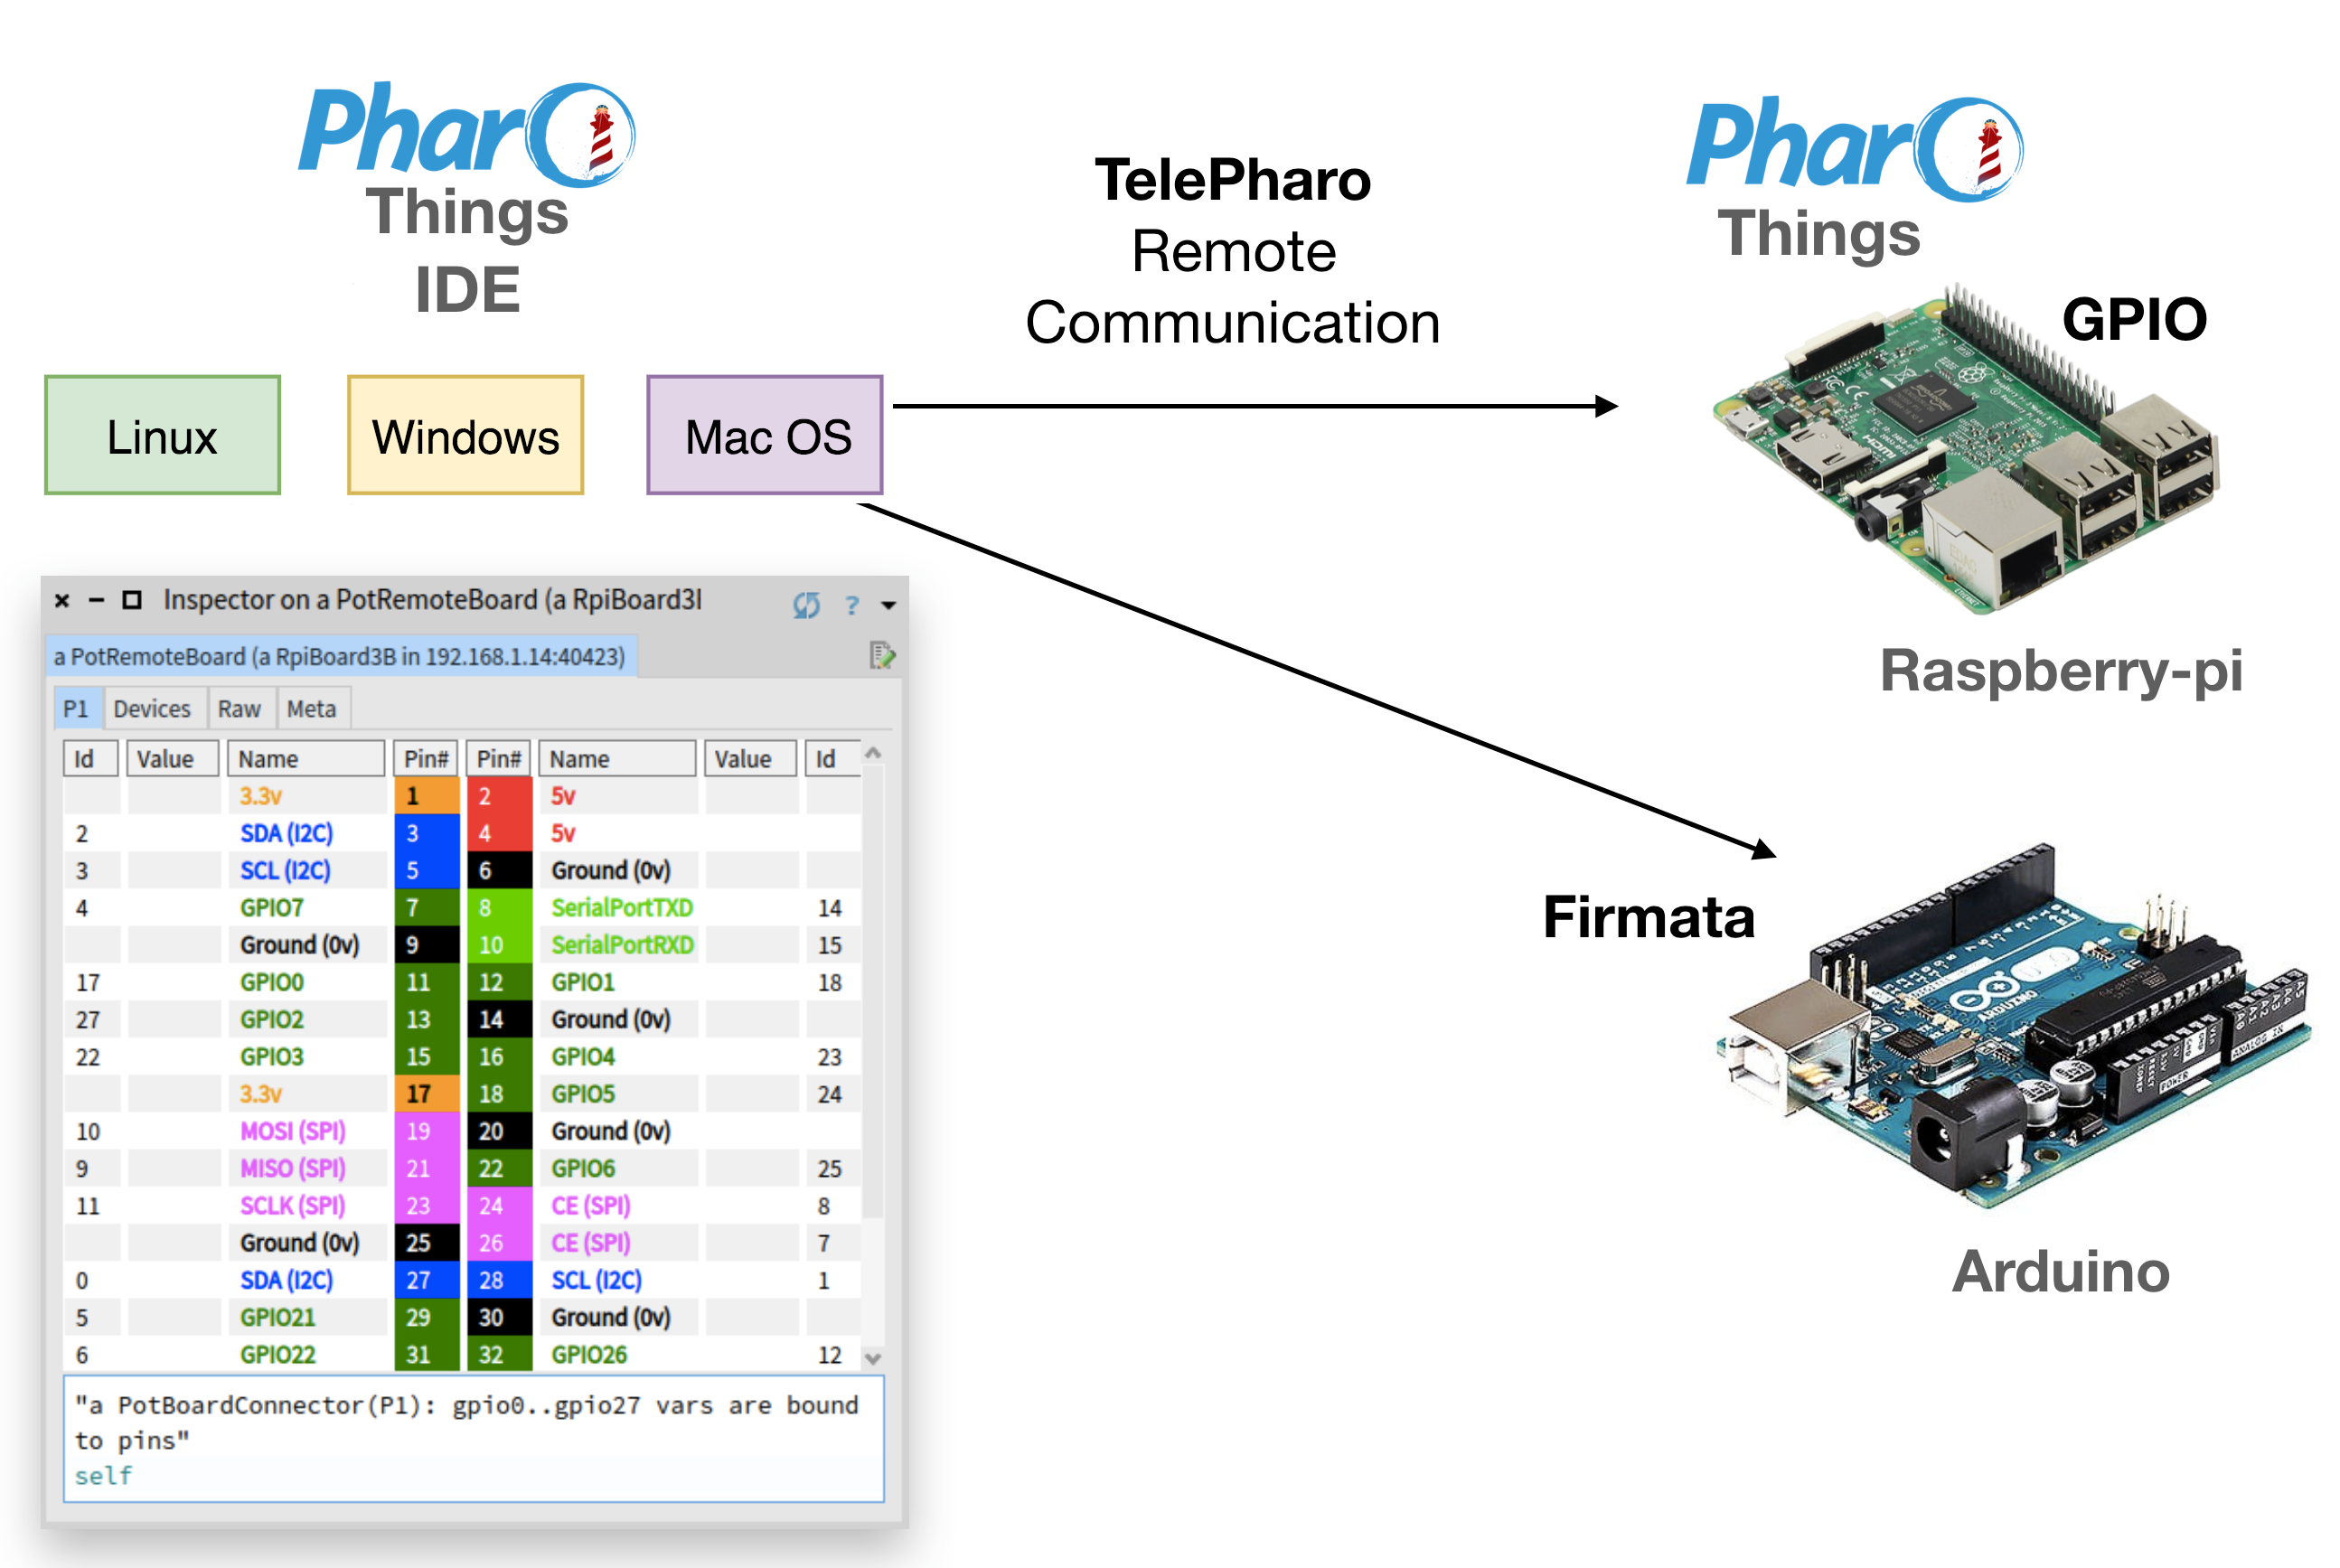 Pharo
Things
IDE
Linux
Windows
Mac OS
TelePharo
Remote
Communication
Pharo
Things
GPIO
Raspberry-pi
Firmata
ARDUINO
POWER
ANALOG IN
Arduino
Inspector on a PotRemoteBoard (a RpiBoard3
?
a PotRemoteBoard (a RpiBoard3B in 192.168.1.14:40423)
P1 Devices Raw Meta
Id Value Name Pin# Pin# Name Value Id
3.3v 1 2 5v
2 SDA (I2C) 3 4 5v
3 SCL (I2C) 5 6 Ground (0v)
4 GPIO7 7 8 SerialPortTXD 14
Ground (0v) 9 10 SerialPortRXD 15
17 GPIO0 11 12 GPIO1 18
27 GPIO2 13 14 Ground (0v)
22 GPIO3 15 16 GPIO4 23
3.3v 17 18 GPIO5 24
10 MOSI (SPI) 19 20 Ground (0v)
9 MISO (SPI) 21 22 GPIO6 25
11 SCLK (SPI) 23 24 CE (SPI) 8
Ground (0v) 25 26 CE (SPI) 7
0 SDA (I2C) 27 28 SCL (I2C) 1
5 GPIO21 29 30 Ground (0v)
6 GPIO22 31 32 GPIO26 12
"a PotBoardConnector(P1): gpio0..gpio27 vars are bound
to pins"
self